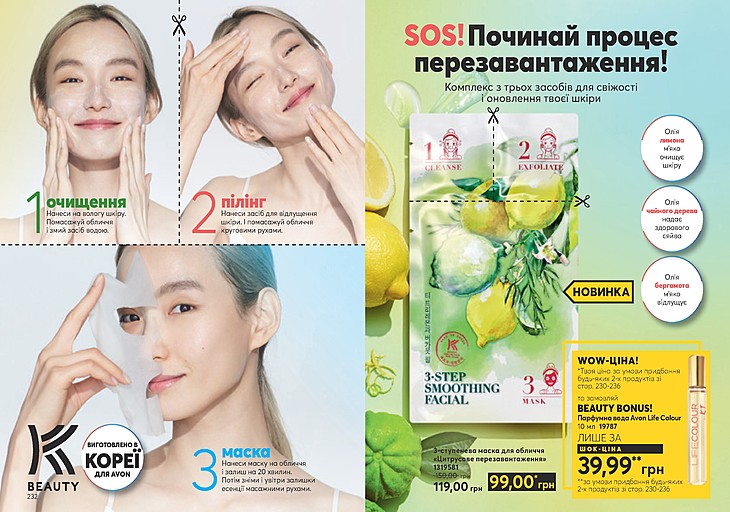 1 очищення
Нанеси на вологу шкіру.
Помасажуй обличчя
і змий засіб водою.
2 пілінг
Нанеси засіб для відлущення
шкіри. І помасажуй обличчя
круговими рухами.
3 маска
Нанеси маску на обличчя
і залиш на 20 хвилин.
Потім зніми і увітри залишки
есенції масажними рухами.
K
BEAUTY
232
ВИГОТОВЛЕНО В
КОРЕЇ
ДЛЯ AVON
SOS! Починай процес
перезавантаження!
Комплекс з трьох засобів для свіжості
і оновлення твоєї шкіри
1
CLEANSE
2
EXFOLIATE
3-STEP
SMOOTHING
FACIAL
3
MASK
Олія
лимона
м'яка
очищує
шкіру
Олія
чайного дерева
надає
здорового
сяйва
Олія
бергамота
м'яка
відлущує
НОВИНКА
3-ступенева маска для обличчя
«Цитрусове перезавантаження»
1319581
150,00 грн
119,00 грн
99,00* грн
WOW-ЦІНА!
*Твоя ціна за умови придбання
будь-яких 2-х продуктів зі
стор. 230-236
та замовляй
BEAUTY BONUS!
Парфумна вода Avon Life Colour
10 мл 19787
ЛИШЕ ЗА
ШОК-ЦІНА
39,99** грн
**за умови придбання будь-яких
2-х продуктів зі стор. 230-236
LIFECOLOUR